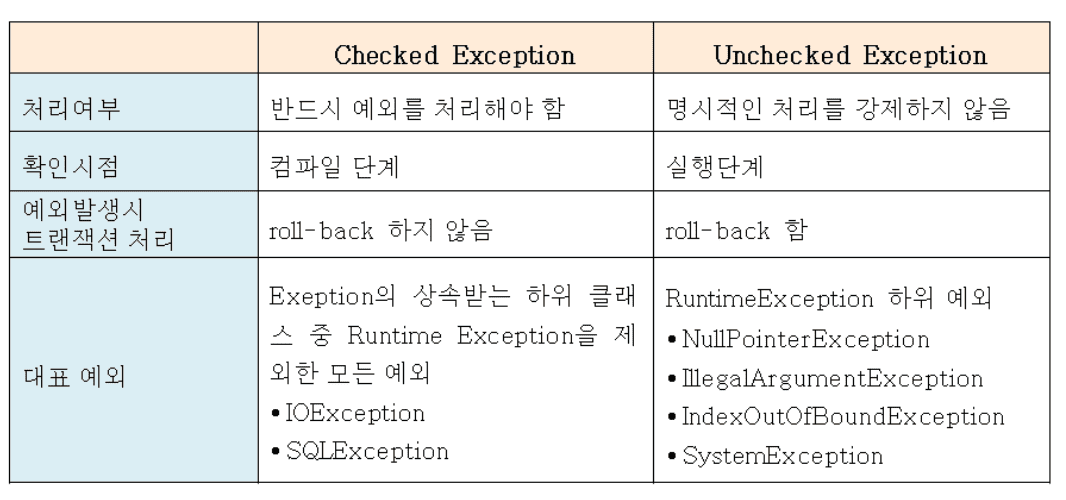 Checked Exception
Unchecked Exception
처리여부
반드시 예외를 처리해야 함
명시적인 처리를 강제하지 않음
확인시점
컴파일 단계
실행단계
예외발생시
트랜잭션 처리
roll-back 하지 않음
roll-back 함
대표 예외
Exeption의 상속받는 하위 클래
스 중 Runtime Exception을 제
외한 모든 예외
•IOException
•SQLException
RuntimeException 하위 예외
•NullPointerException
•IllegalArgumentException
•IndexOutOfBoundException
•SystemException